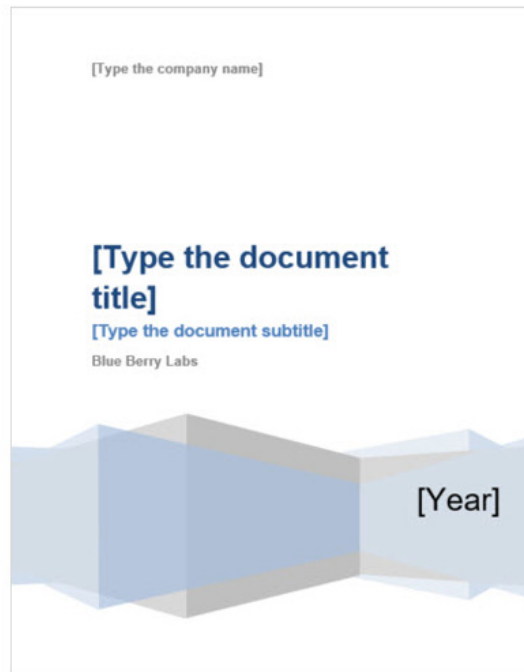 [Type the company name]
[Type the document
title]
[Type the document subtitle]
Blue Berry Labs
[Year]